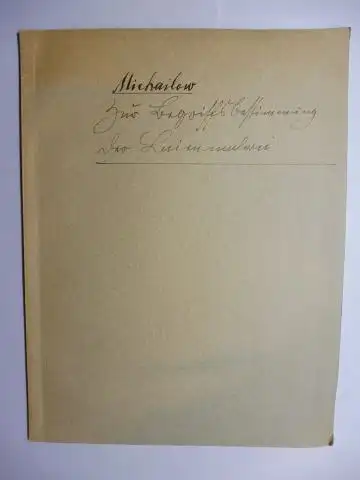 Michailow
Zur Begriffsbestimmung
der Laienmalerei